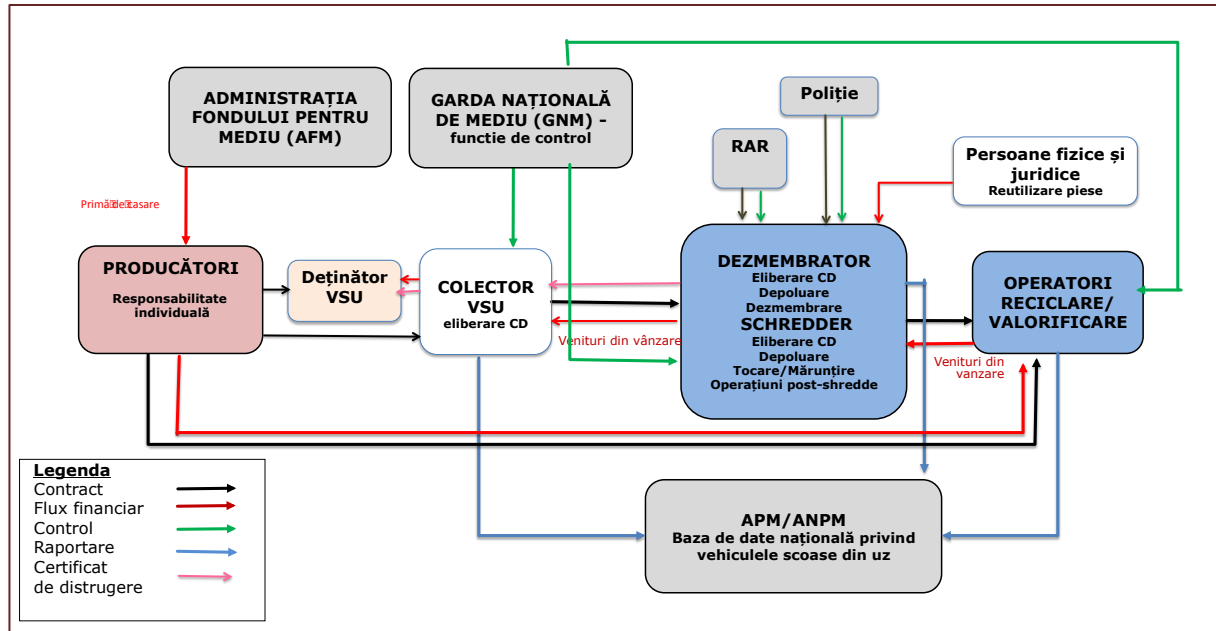 ADMINISTRAȚIA
FONDULUI PENTRU
MEDIU (AFM)
GARDA NAȚIONALĂ
DE MEDIU (GNM) -
functie de control
Poliție
RAR
Persoane fizice și
juridice
Reutilizare piese
Primă de casare
PRODUCĂTORI
Responsabilitate
individuală
Deținător
VSU
COLECTOR
VSU
eliberare CD
Venituri din vânzare
DEZMEMBRATOR
Eliberare CD
Depoluare
Dezmembrare
SCHREDDER
Eliberare CD
Depoluare
Tocare/Mărunțire
Operațiuni post-shredde
OPERATORI
RECICLARE/
VALORIFICARE
Venituri din
vanzare
Legenda
Contract
Flux financiar
Control
Raportare
Certificat
de distrugere
APM/ANPM
Baza de date națională privind
vehiculele scoase din uz